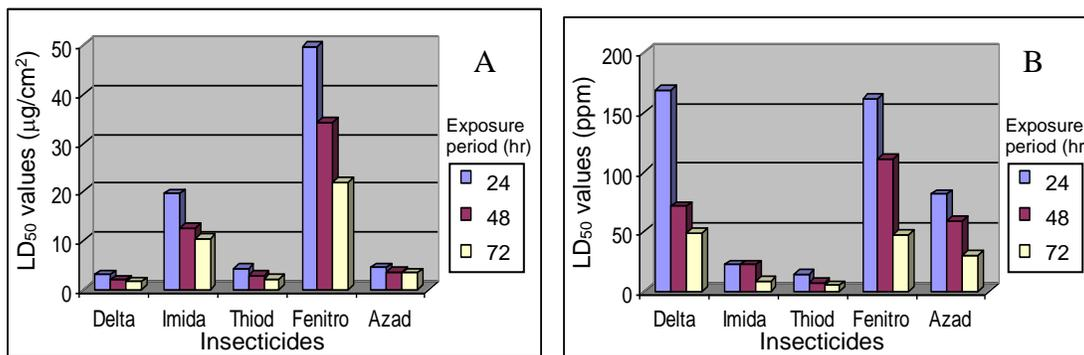 A
LD50 values (µg/cm²)
50
40
30
20
10
0
Delta Imida Thiod Fenitro Azad
Insecticides
Exposure
period (hr)
24
48
72
B
LD50 values (ppm)
200
150
100
50
0
Delta Imida Thiod Fenitro Azad
Insecticides
Exposure
period (hr)
24
48
72